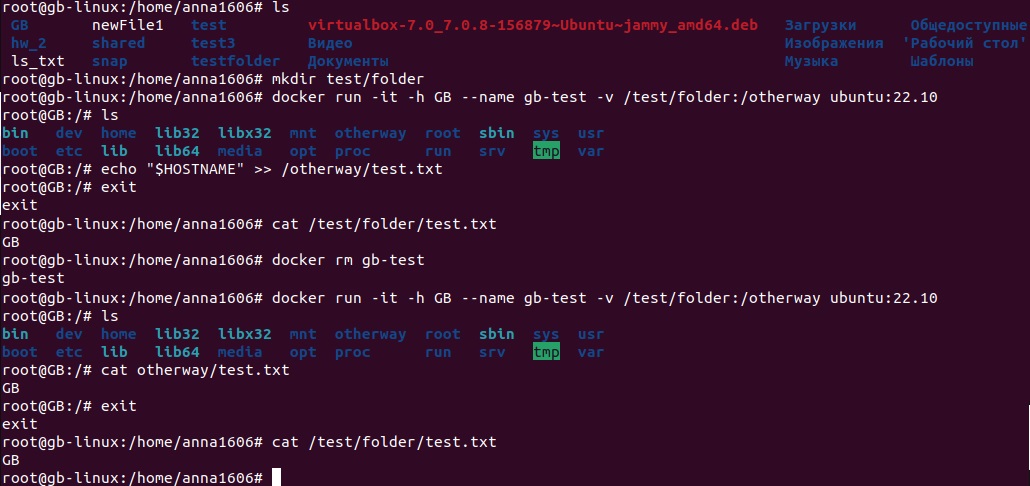 root@gb-linux:/home/anna1606# ls
GB newFile1 test virtualbox-7.0_7.0.8-156879~Ubuntu~jammy_amd64.deb Загрузки Общедоступные
hw_2 shared test3 Видео Изображения 'Рабочий стол'
ls_txt snap testfolder Документы Музыка Шаблоны
root@gb-linux:/home/anna1606# mkdir test/folder
root@gb-linux:/home/anna1606# docker run -it -h GB --name gb-test -v /test/folder:/otherway ubuntu:22.10
root@GB:/# ls
bin dev home lib32 libx32 mnt otherway root sbin sys usr
boot etc lib lib64 media opt proc run srv tmp var
root@GB:/# echo "$HOSTNAME" >> /otherway/test.txt
root@GB:/# exit
exit
root@gb-linux:/home/anna1606# cat /test/folder/test.txt
GB
root@gb-linux:/home/anna1606# docker rm gb-test
gb-test
root@gb-linux:/home/anna1606# docker run -it -h GB --name gb-test -v /test/folder:/otherway ubuntu:22.10
root@GB:/# ls
bin dev home lib32 libx32 mnt otherway root sbin sys usr
boot etc lib lib64 media opt proc run srv tmp var
root@GB:/# cat otherway/test.txt
GB
root@GB:/# exit
exit
root@gb-linux:/home/anna1606# cat /test/folder/test.txt
GB
root@gb-linux:/home/anna1606#